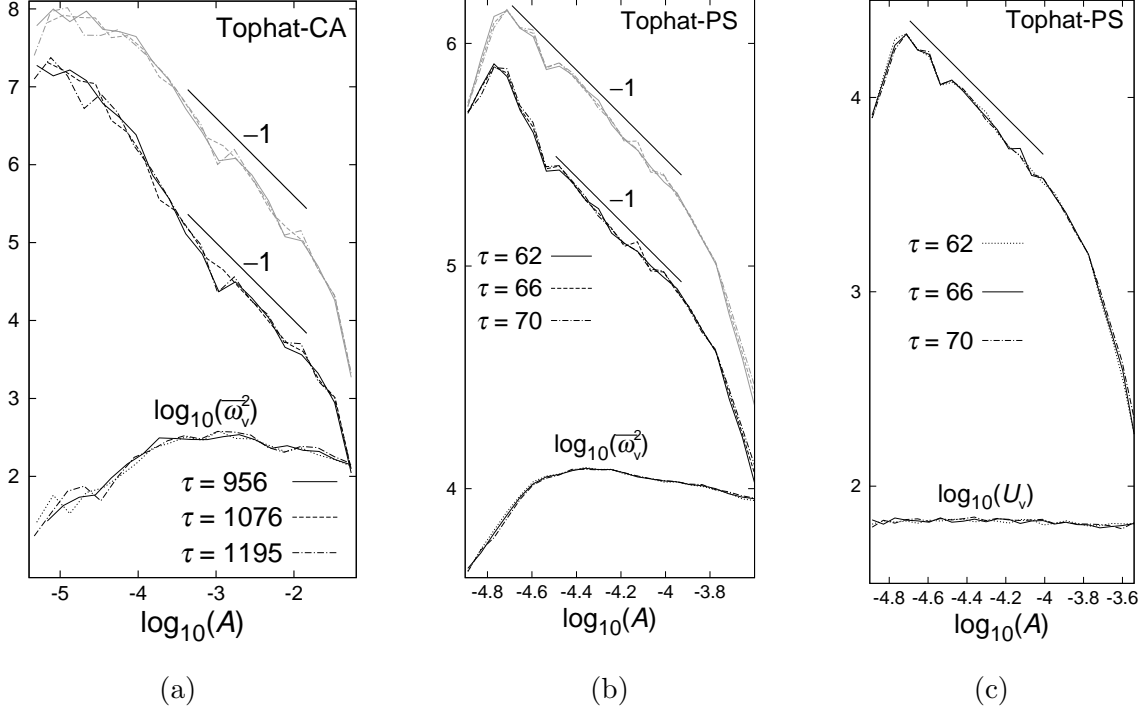 8
7
6
5
4
3
2
-5
-4
-3
-2
Tophat-CA
–1
–1
log10(ω̅v²)
τ = 956
τ = 1076
τ = 1195
log10(A)
(a)
6
5
4
-4.8
-4.6
-4.4
-4.2
-4
-3.8
Tophat-PS
–1
–1
τ = 62
τ = 66
τ = 70
log10(ω̅v²)
log10(A)
(b)
4
3
2
-4.8
-4.6
-4.4
-4.2
-4
-3.8
-3.6
Tophat-PS
τ = 62
τ = 66
τ = 70
log10(Uv)
log10(A)
(c)